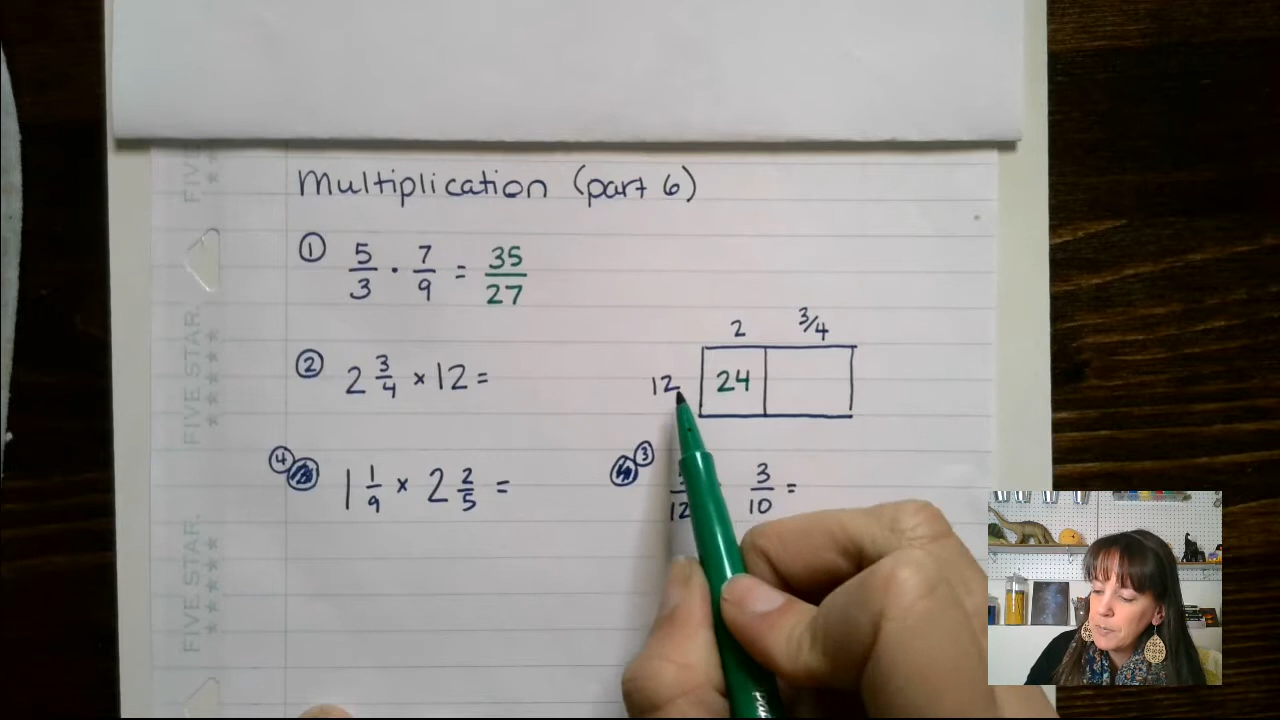 Multiplication (part 6)
① 5/3 · 7/9 = 35/27
2 3/4
② 2 3/4 × 12 =
12 24
④ 1 1/9 × 2 2/5 =
③ /12 3/10 =
FIVE STAR.
FIVE STAR.
FIVE